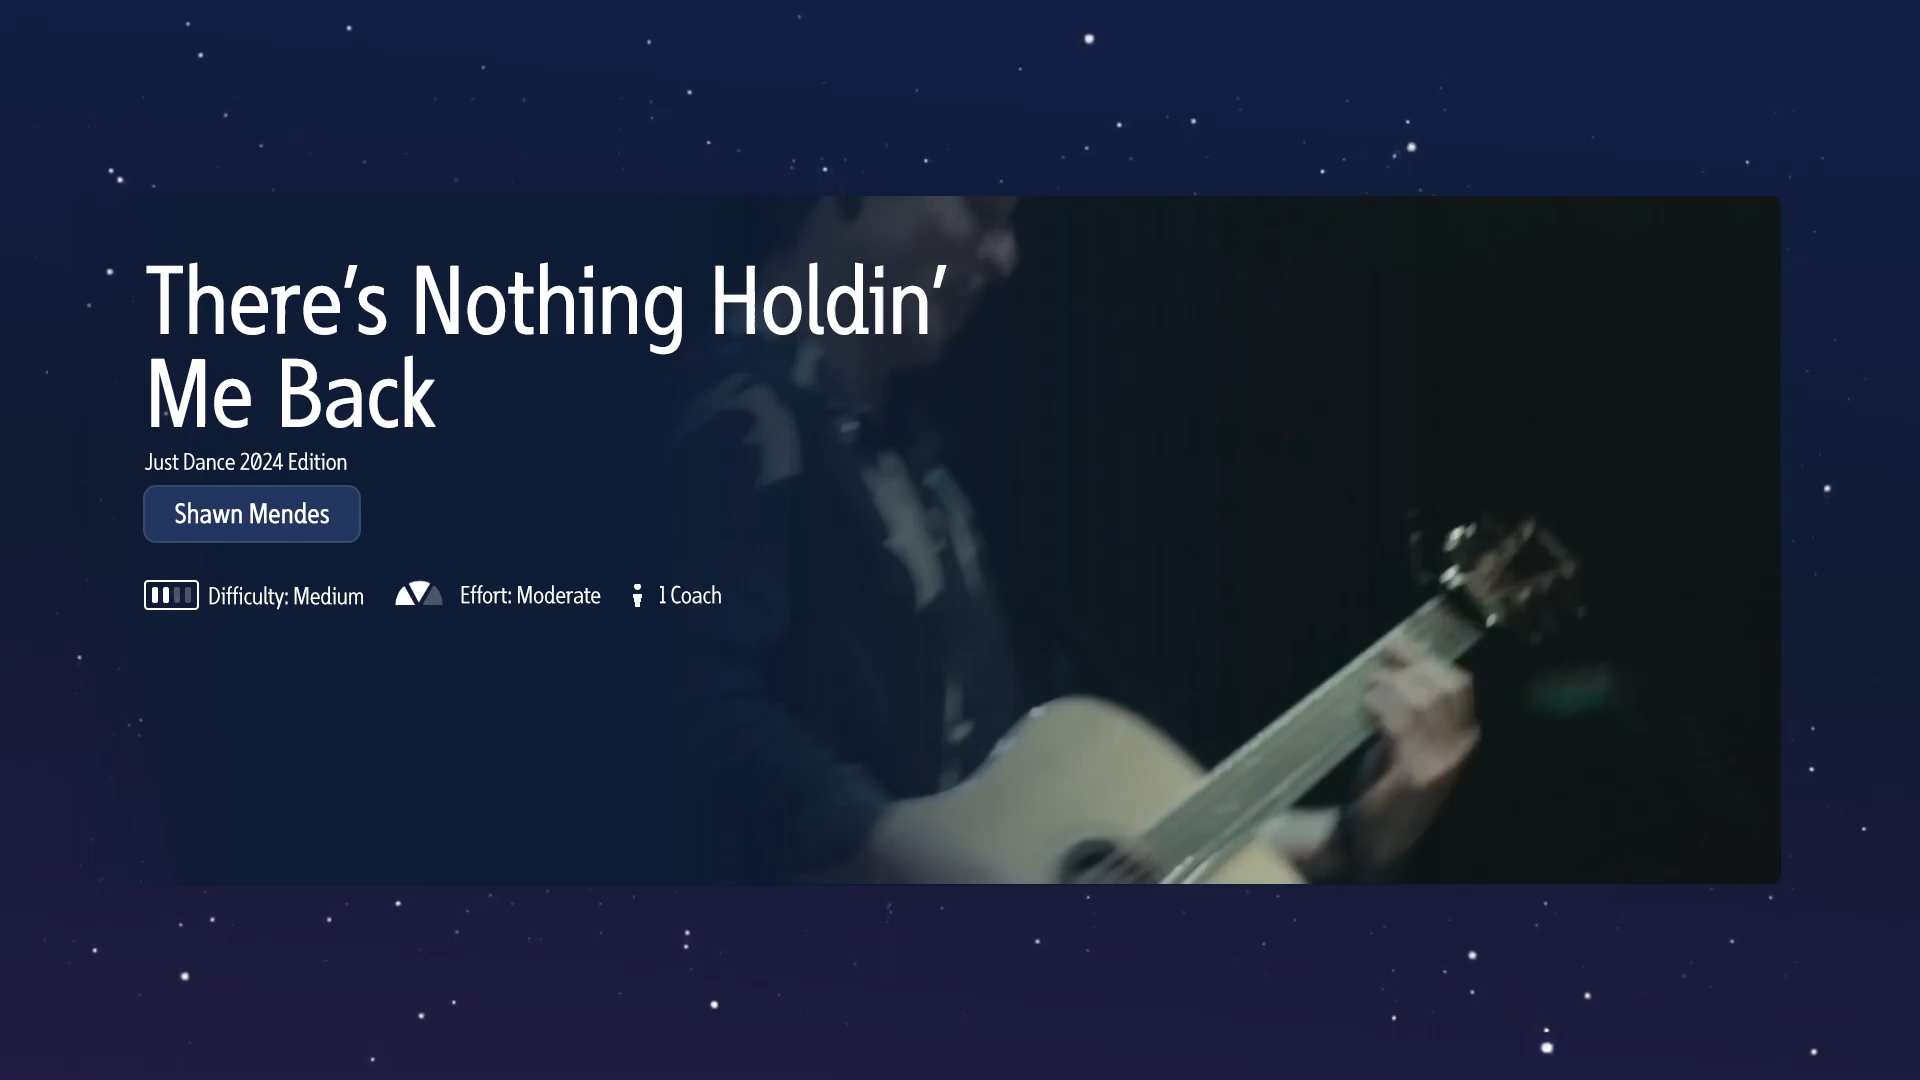 There’s Nothing Holdin’
Me Back
Just Dance 2024 Edition
Shawn Mendes
Difficulty: Medium Effort: Moderate 1 Coach